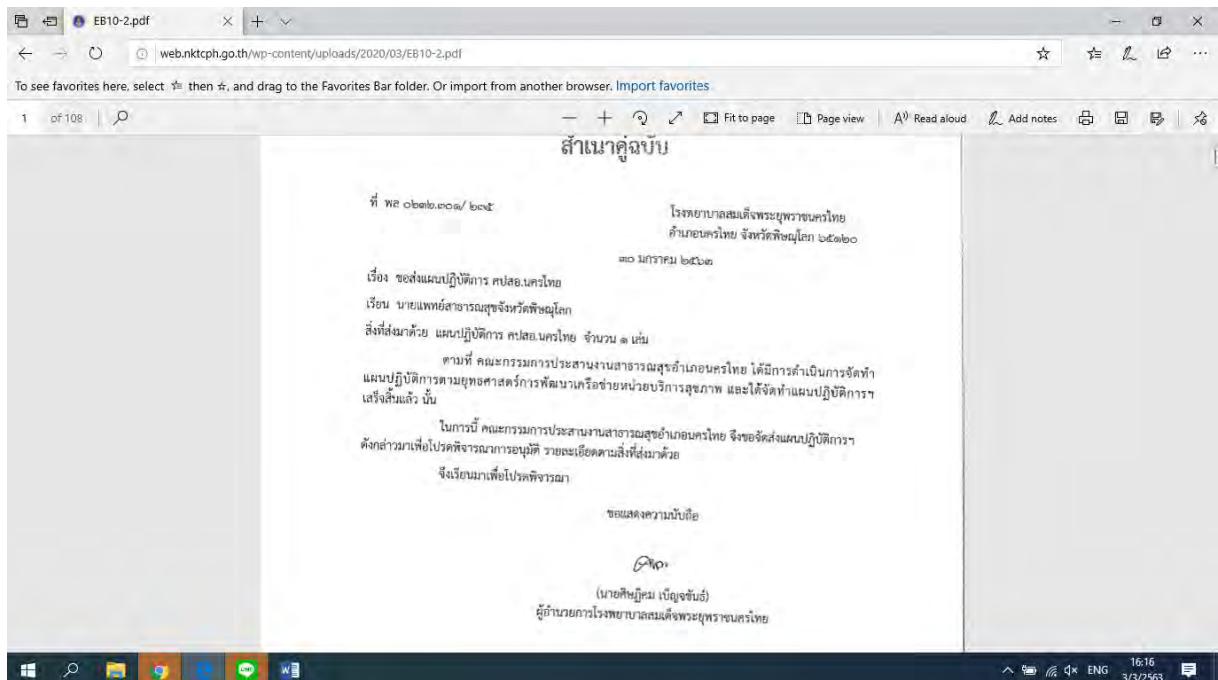 EB10-2.pdf
web.nktcph.go.th/wp-content/uploads/2020/03/EB10-2.pdf
To see favorites here, select then, and drag to the Favorites Bar folder. Or import from another browser. Import favorites
1 of 108 Fit to page Page view Read aloud Add notes
สำเนาคู่ฉบับ
ที่ พล ๐๒๓๒.๓๐๑/
โรงพยาบาลสมเด็จพระยุพราชนครไทย
อำเภอนครไทย จังหวัดพิษณุโลก ๖๕๑๒๐
๓๐ มกราคม ๒๕๖๓
เรื่อง ขอส่งแผนปฏิบัติการ คปสอ.นครไทย
เรียน นายแพทย์สาธารณสุขจังหวัดพิษณุโลก
สิ่งที่ส่งมาด้วย แผนปฏิบัติการ คปสอ.นครไทย จำนวน ๑ เล่ม
ตามที่ คณะกรรมการประสานงานสาธารณสุขอำเภอนครไทย ได้มีการดำเนินการจัดทำ
แผนปฏิบัติการตามยุทธศาสตร์การพัฒนาเครือข่ายหน่วยบริการสุขภาพ และได้จัดทำแผนปฏิบัติการฯ
เสร็จสิ้นแล้ว นั้น
ในการนี้ คณะกรรมการประสานงานสาธารณสุขอำเภอนครไทย จึงขอจัดส่งแผนปฏิบัติการฯ
ดังกล่าวมาเพื่อโปรดพิจารณาการอนุมัติ รายละเอียดตามสิ่งที่ส่งมาด้วย
จึงเรียนมาเพื่อโปรดพิจารณา
ขอแสดงความนับถือ
(นายศิษฎิคม เบ็ญจขันธ์)
ผู้อำนวยการโรงพยาบาลสมเด็จพระยุพราชนครไทย
ENG 16:16
3/3/2563